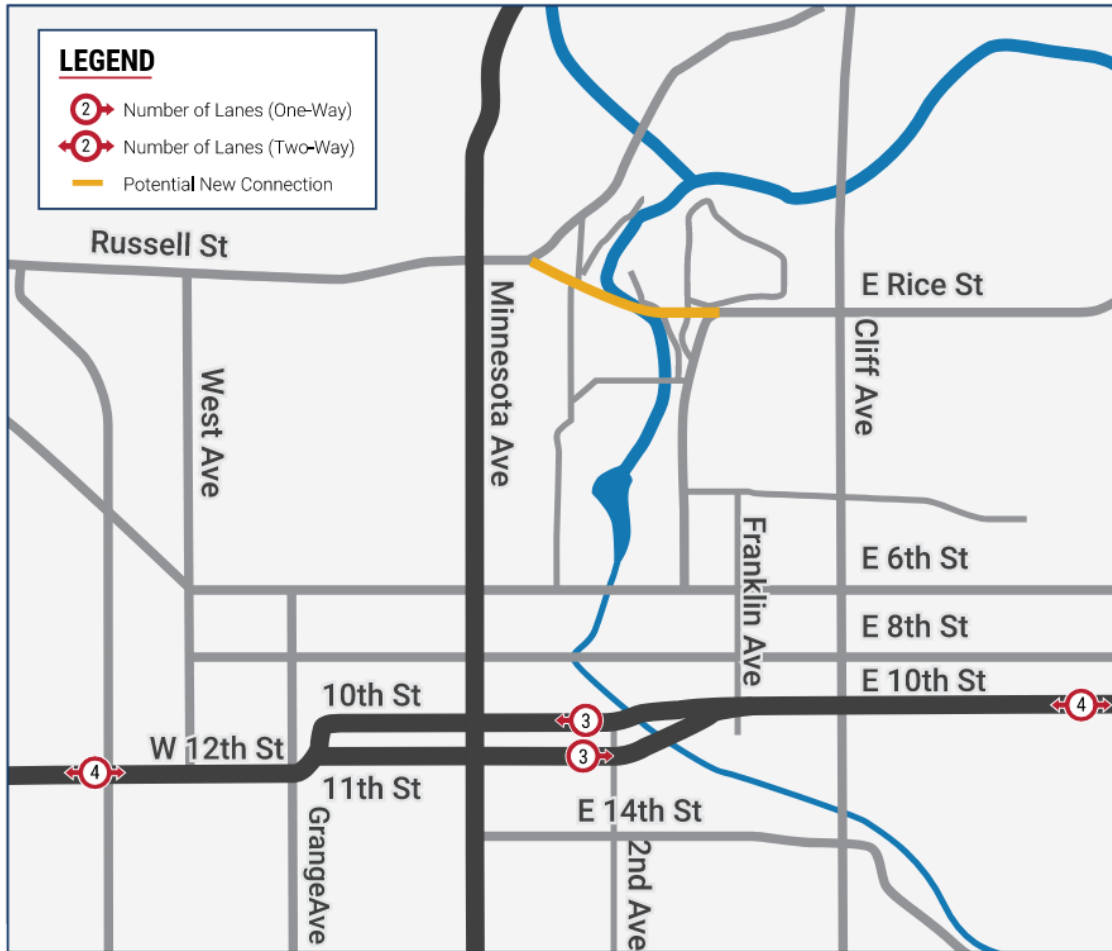 LEGEND
2 Number of Lanes (One-Way)
2 Number of Lanes (Two-Way)
Potential New Connection
Russell St
E Rice St
Minnesota Ave
Cliff Ave
West Ave
Franklin Ave
E 6th St
E 8th St
E 10th St
10th St
3
4
W 12th St
4
3
11th St
E 14th St
GrangeAve
2nd Ave